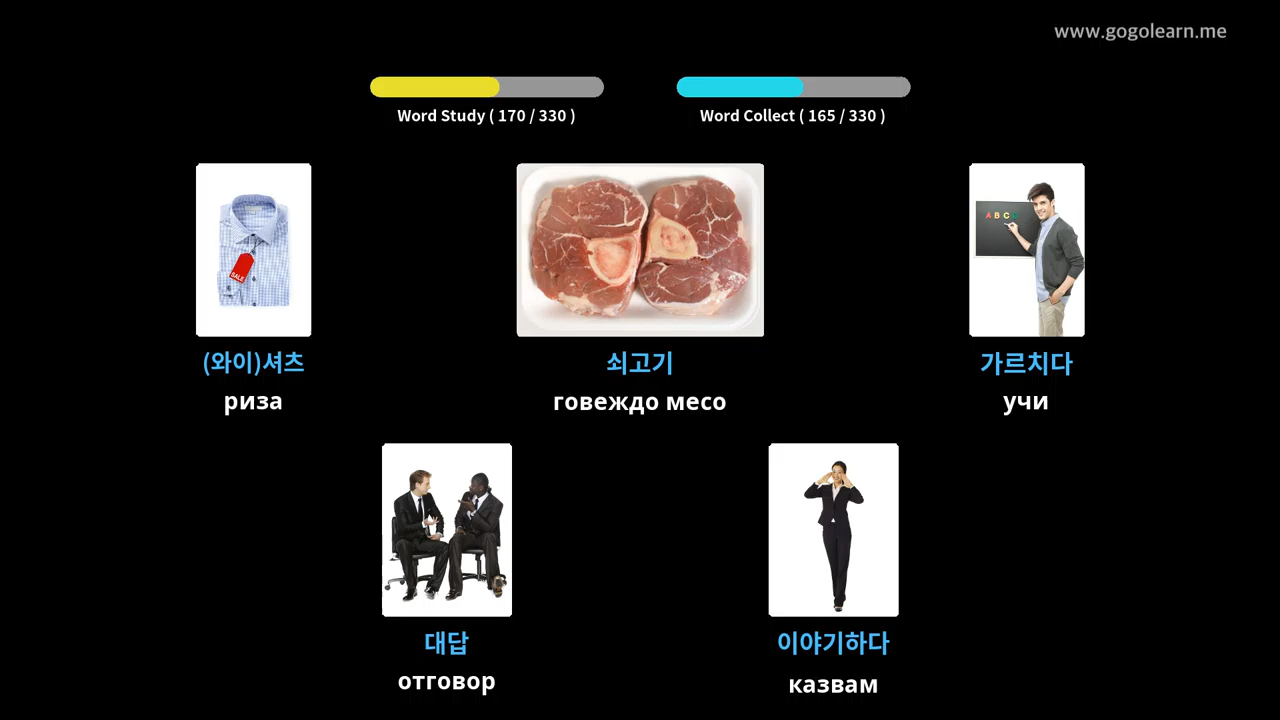 www.gogolearn.me
Word Study ( 170 / 330 )
Word Collect ( 165 / 330 )
SALE
A B C D
(와이)셔츠
쇠고기
가르치다
риза
говеждо месо
учи
대답
이야기하다
отговор
казвам